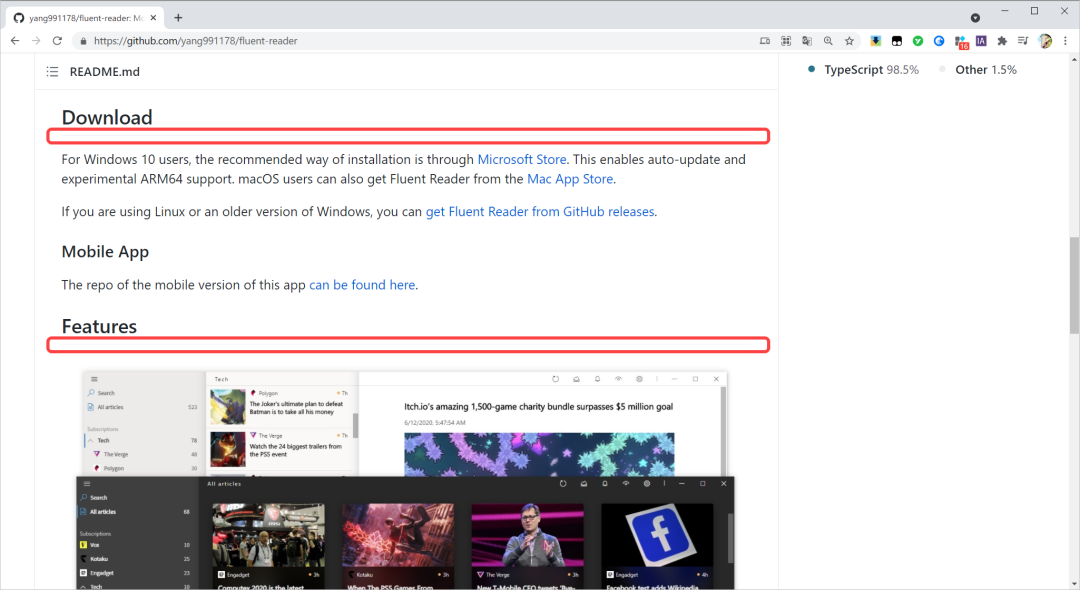 yang991178/fluent-reader: Mo
https://github.com/yang991178/fluent-reader
16
IA
README.md
TypeScript 98.5%
Other 1.5%
Download
For Windows 10 users, the recommended way of installation is through Microsoft Store. This enables auto-update and
experimental ARM64 support. macOS users can also get Fluent Reader from the Mac App Store.
If you are using Linux or an older version of Windows, you can get Fluent Reader from GitHub releases.
Mobile App
The repo of the mobile version of this app can be found here.
Features
Search
All articles 523
Subscriptions
Tech 78
The Verge 48
Polygon 30
Tech
Polygon 7h
The Joker's ultimate plan to defeat
Batman is to take all his money
The Verge 7h
Watch the 24 biggest trailers from
the PS5 event
Itch.io's amazing 1,500-game charity bundle surpasses $5 million goal
6/12/2020, 5:47:54 AM
Search
All articles 68
Subscriptions
Vox 10
Kotaku 25
Engadget 23
Tech 10
All articles
Engadget 3h
Computex 2020 is the latest
Kotaku 3h
When The PS5 Games From
The Verge 3h
New T-Mobile CEO tweets 'Bye-
Engadget 4h
Facebook test adds Wikipedia